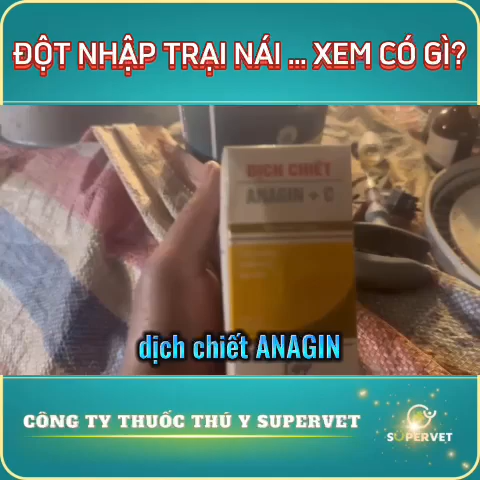 ĐỘT NHẬP TRẠI NÁI ... XEM CÓ GÌ?
DỊCH CHIẾT
ANAGIN + C
dịch chiết ANAGIN
CÔNG TY THUỐC THÚ Y SUPERVET
SUPERVET